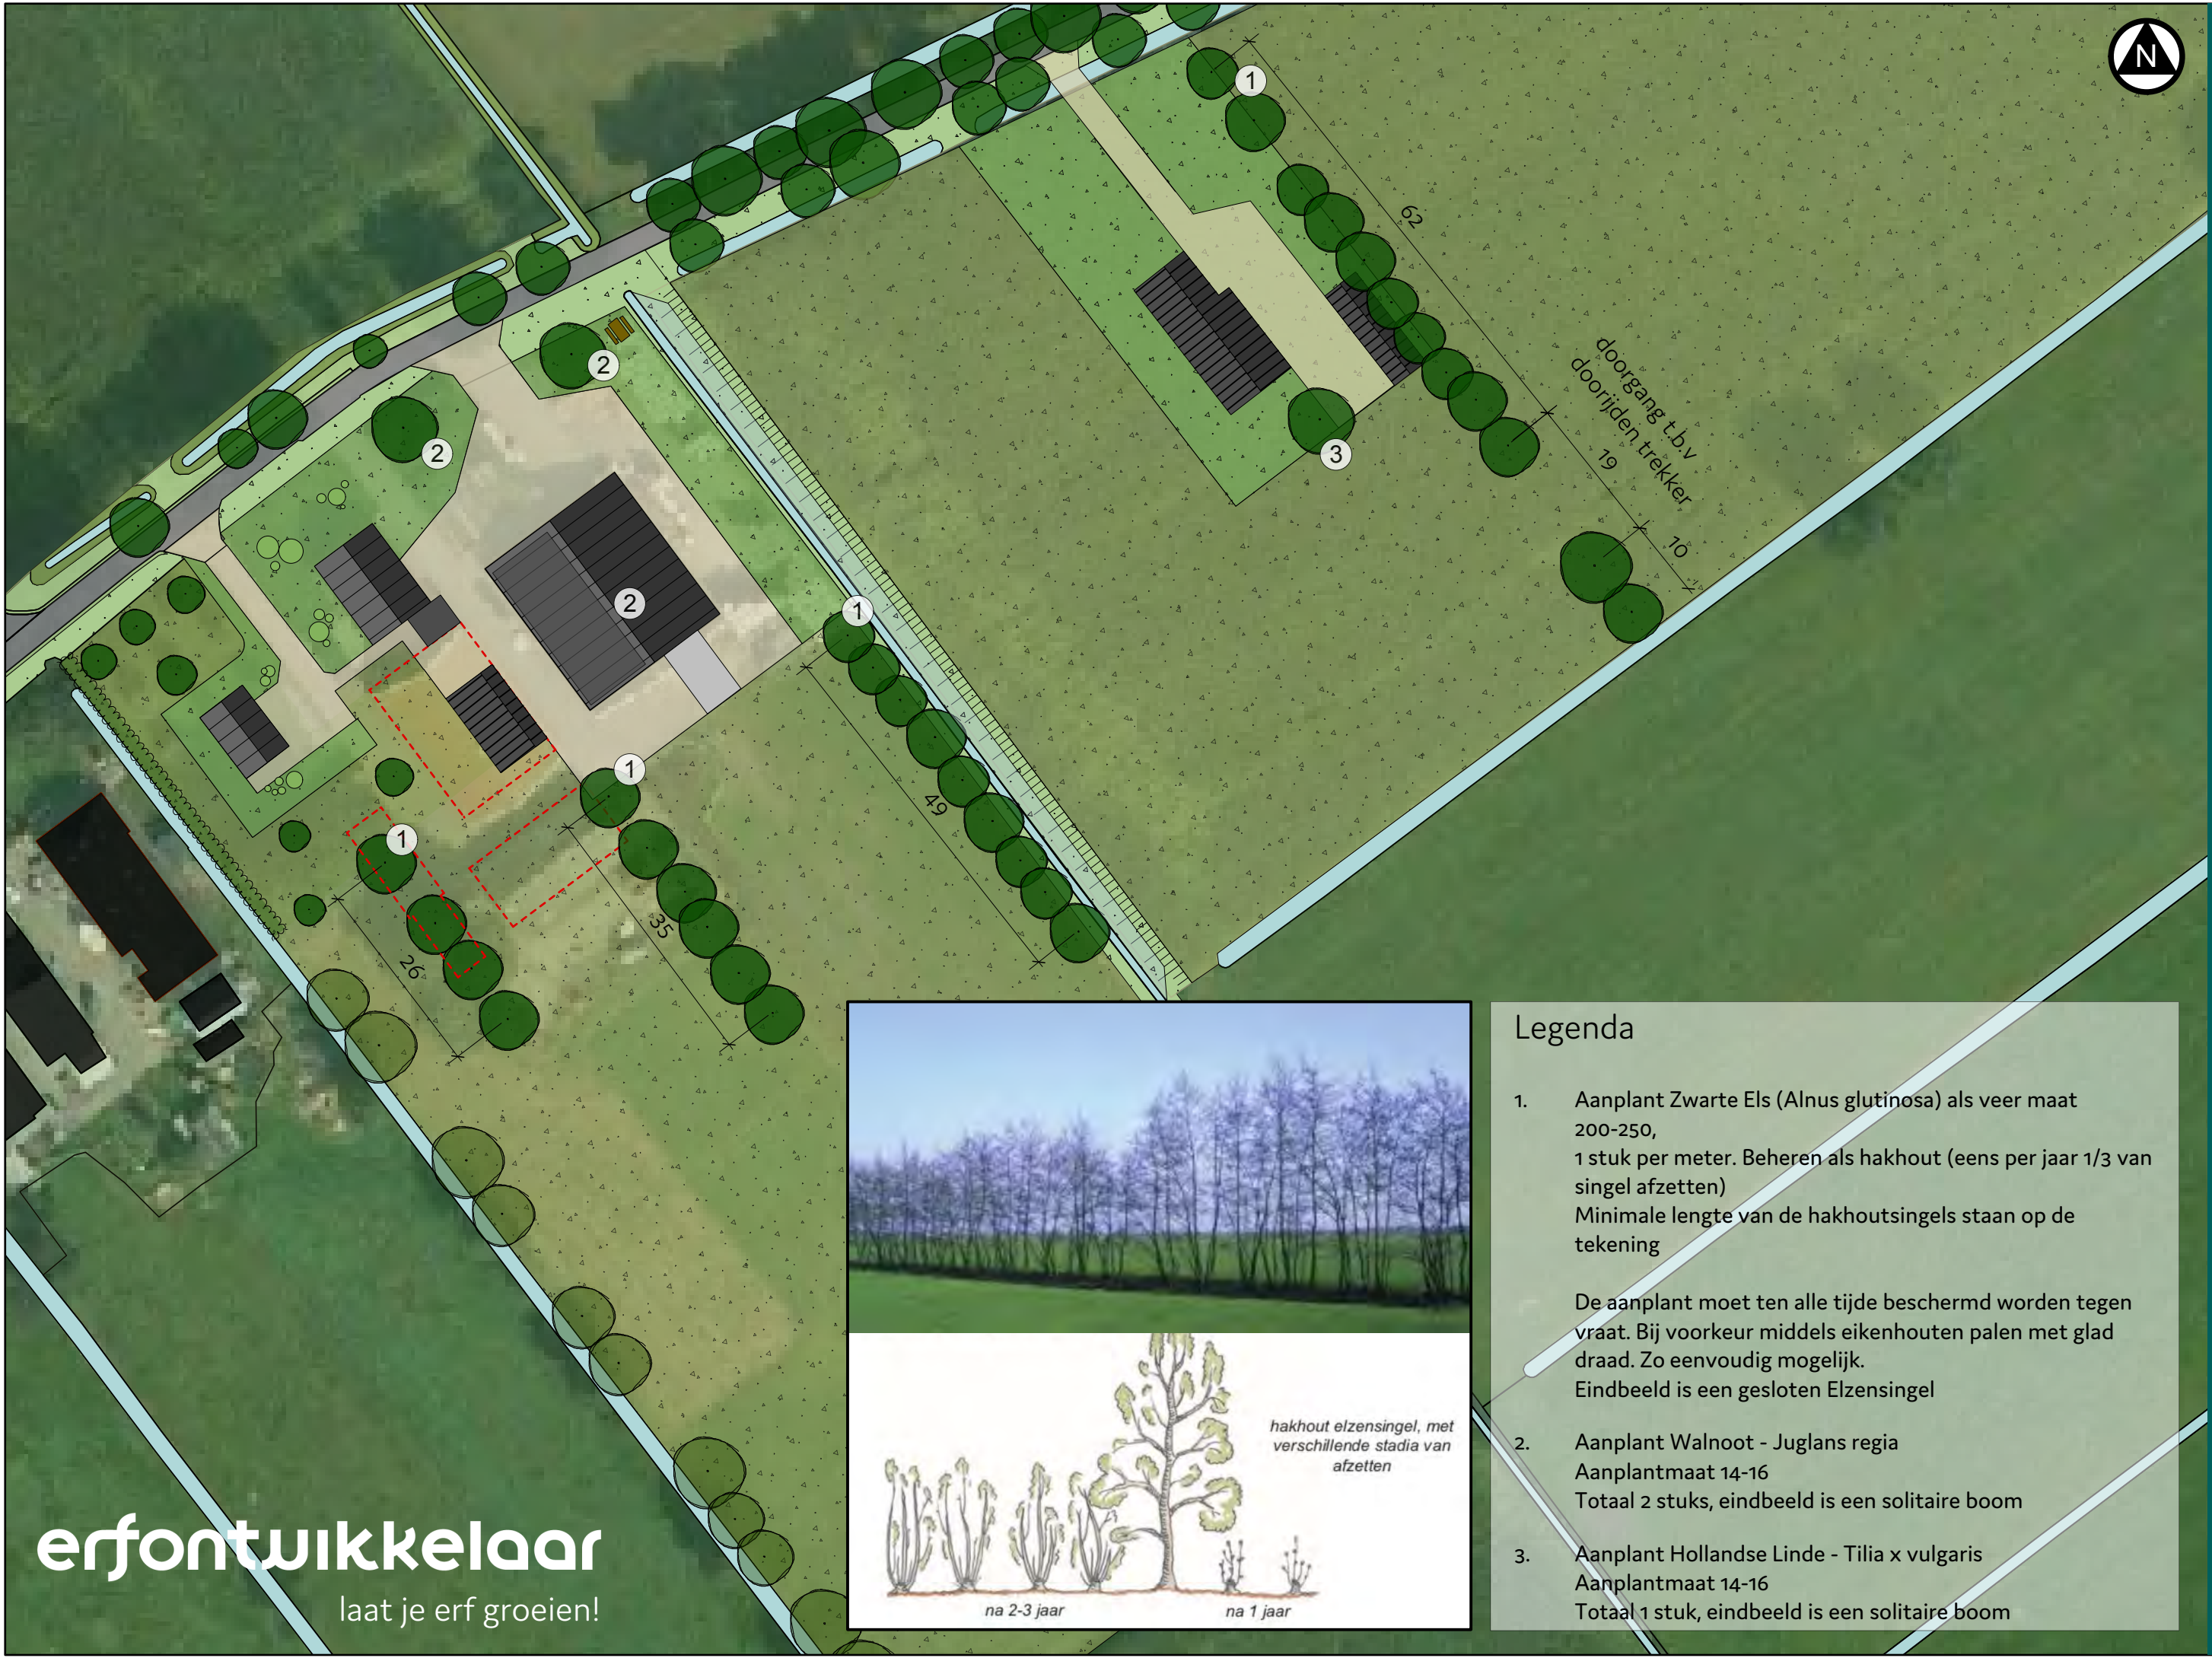 N
1
62
2
2
3
doorgang t.b.v
doorijden trekker
19
10
2
1
1
49
1
35
26
Legenda
1. Aanplant Zwarte Els (Alnus glutinosa) als veer maat
200-250,
1 stuk per meter. Beheren als hakhout (eens per jaar 1/3 van
singel afzetten)
Minimale lengte van de hakhoutsingels staan op de
tekening
De aanplant moet ten alle tijde beschermd worden tegen
vraat. Bij voorkeur middels eikenhouten palen met glad
draad. Zo eenvoudig mogelijk.
Eindbeeld is een gesloten Elzensingel
2. Aanplant Walnoot - Juglans regia
Aanplantmaat 14-16
Totaal 2 stuks, eindbeeld is een solitaire boom
3. Aanplant Hollandse Linde - Tilia x vulgaris
Aanplantmaat 14-16
Totaal 1 stuk, eindbeeld is een solitaire boom
hakhout elzensingel, met
verschillende stadia van
afzetten
na 2-3 jaar
na 1 jaar
erfontwikkelaar
laat je erf groeien!